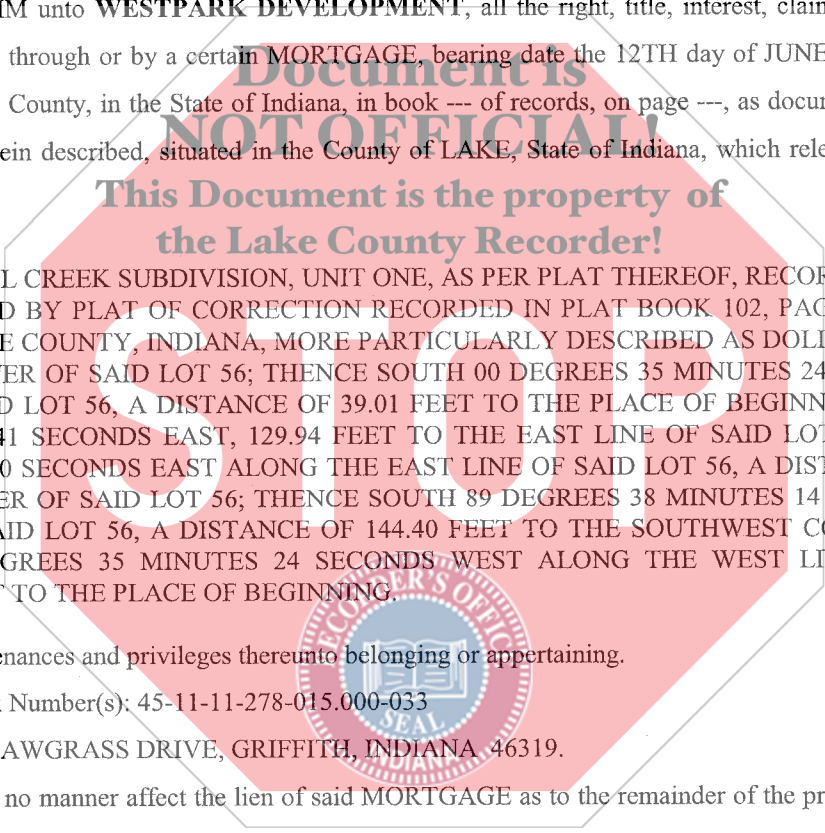 IM unto WESTPARK DEVELOPMENT, all the right, title, interest, claim
through or by a certain MORTGAGE, bearing date the 12TH day of JUNE
Document is
County, in the State of Indiana, in book --- of records, on page ---, as docum
NOT OFFICIAL!
ein described, situated in the County of LAKE, State of Indiana, which rele
This Document is the property of
the Lake County Recorder!
L CREEK SUBDIVISION, UNIT ONE, AS PER PLAT THEREOF, RECOR
D BY PLAT OF CORRECTION RECORDED IN PLAT BOOK 102, PAG
E COUNTY, INDIANA, MORE PARTICULARLY DESCRIBED AS DOLL
ER OF SAID LOT 56; THENCE SOUTH 00 DEGREES 35 MINUTES 24
D LOT 56, A DISTANCE OF 39.01 FEET TO THE PLACE OF BEGINN
41 SECONDS EAST, 129.94 FEET TO THE EAST LINE OF SAID LOT
0 SECONDS EAST ALONG THE EAST LINE OF SAID LOT 56, A DIST
ER OF SAID LOT 56; THENCE SOUTH 89 DEGREES 38 MINUTES 14
AID LOT 56, A DISTANCE OF 144.40 FEET TO THE SOUTHWEST CO
GREES 35 MINUTES 24 SECONDS WEST ALONG THE WEST LI
TO THE PLACE OF BEGINNING.
STOP
RECORDER'S OFFIC
SEAL
enances and privileges thereunto belonging or appertaining.
Number(s): 45-11-11-278-015.000-033
AWGRASS DRIVE, GRIFFITH, INDIANA 46319.
no manner affect the lien of said MORTGAGE as to the remainder of the pr